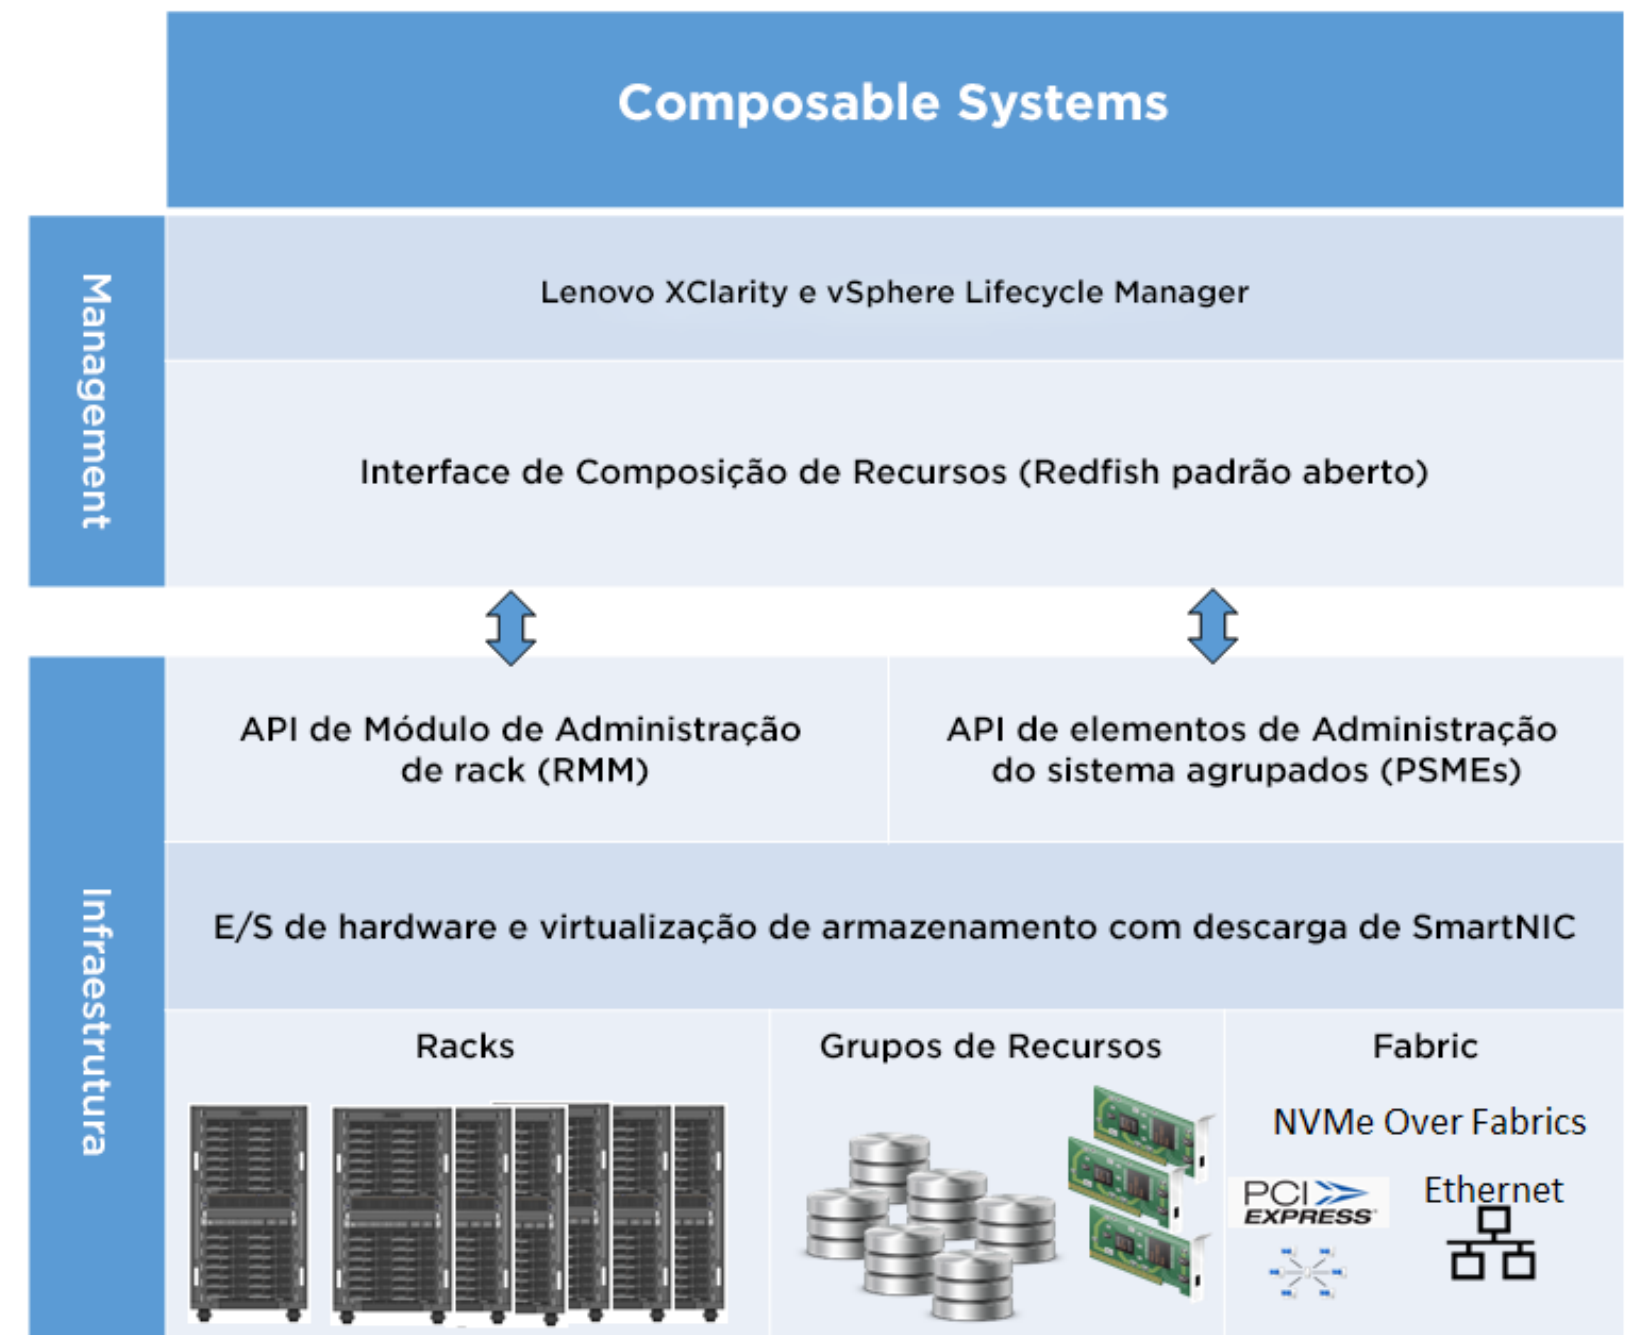 Composable Systems
Management
Lenovo XClarity e vSphere Lifecycle Manager
Interface de Composição de Recursos (Redfish padrão aberto)
Infraestrutura
API de Módulo de Administração
de rack (RMM)
API de elementos de Administração
do sistema agrupados (PSMEs)
E/S de hardware e virtualização de armazenamento com descarga de SmartNIC
Racks
Grupos de Recursos
Fabric
NVMe Over Fabrics
PCI
EXPRESS
Ethernet